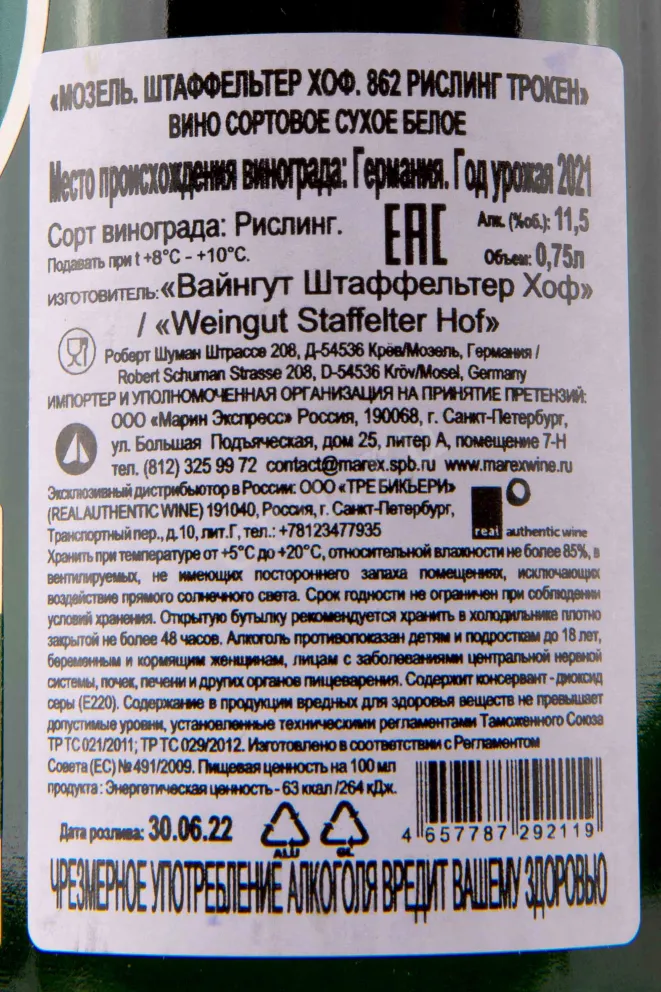 «МОЗЕЛЬ. ШТАФФЕЛЬТЕР ХОФ. 862 РИСЛИНГ ТРОКЕН»
ВИНО СОРТОВОЕ СУХОЕ БЕЛОЕ
Место происхождения винограда: Германия. Год урожая 2021
Сорт винограда: Рислинг.
Подавать при t +8°C - +10°C.
EAC
Алк. (%об.): 11,5
Объем: 0,75л
ИЗГОТОВИТЕЛЬ: «Вайнгут Штаффельтер Хоф»
/ «Weingut Staffelter Hof»
Роберт Шуман Штрассе 208, Д-54536 Крёв/Мозель, Германия /
Robert Schuman Strasse 208, D-54536 Kröv/Mosel, Germany
ИМПОРТЕР И УПОЛНОМОЧЕННАЯ ОРГАНИЗАЦИЯ НА ПРИНЯТИЕ ПРЕТЕНЗИЙ:
ООО «Марин Экспресс» Россия, 190068, г. Санкт-Петербург,
ул. Большая Подъяческая, дом 25, литер А, помещение 7-Н
тел. (812) 325 99 72 contact@marex.spb.ru www.marexwine.ru
Эксклюзивный дистрибьютор в России: ООО «ТРЕ БИКЬЕРИ»
(REALAUTHENTIC WINE) 191040, Россия, г. Санкт-Петербург,
Транспортный пер., д.10, лит.Г, тел.: +78123477935
real authentic wine
Хранить при температуре от +5°C до +20°C, относительной влажности не более 85%, в
вентилируемых, не имеющих постороннего запаха помещениях, исключающих
воздействие прямого солнечного света. Срок годности не ограничен при соблюдении
условий хранения. Открытую бутылку рекомендуется хранить в холодильнике плотно
закрытой не более 48 часов. Алкоголь противопоказан детям и подросткам до 18 лет,
беременным и кормящим женщинам, лицам с заболеваниями центральной нервной
системы, почек, печени и других органов пищеварения. Содержит консервант - диоксид
серы (E220). Содержание в продукции вредных для здоровья веществ не превышает
допустимые уровни, установленные техническими регламентами Таможенного Союза
ТР ТС 021/2011; ТР ТС 029/2012. Изготовлено в соответствии с Регламентом
Совета (ЕС) № 491/2009. Пищевая ценность на 100 мл
продукта : Энергетическая ценность - 63 ккал /264 кДж.
Дата розлива: 30.06.22
ALU
GL
4 657787 292119
ЧРЕЗМЕРНОЕ УПОТРЕБЛЕНИЕ АЛКОГОЛЯ ВРЕДИТ ВАШЕМУ ЗДОРОВЬЮ